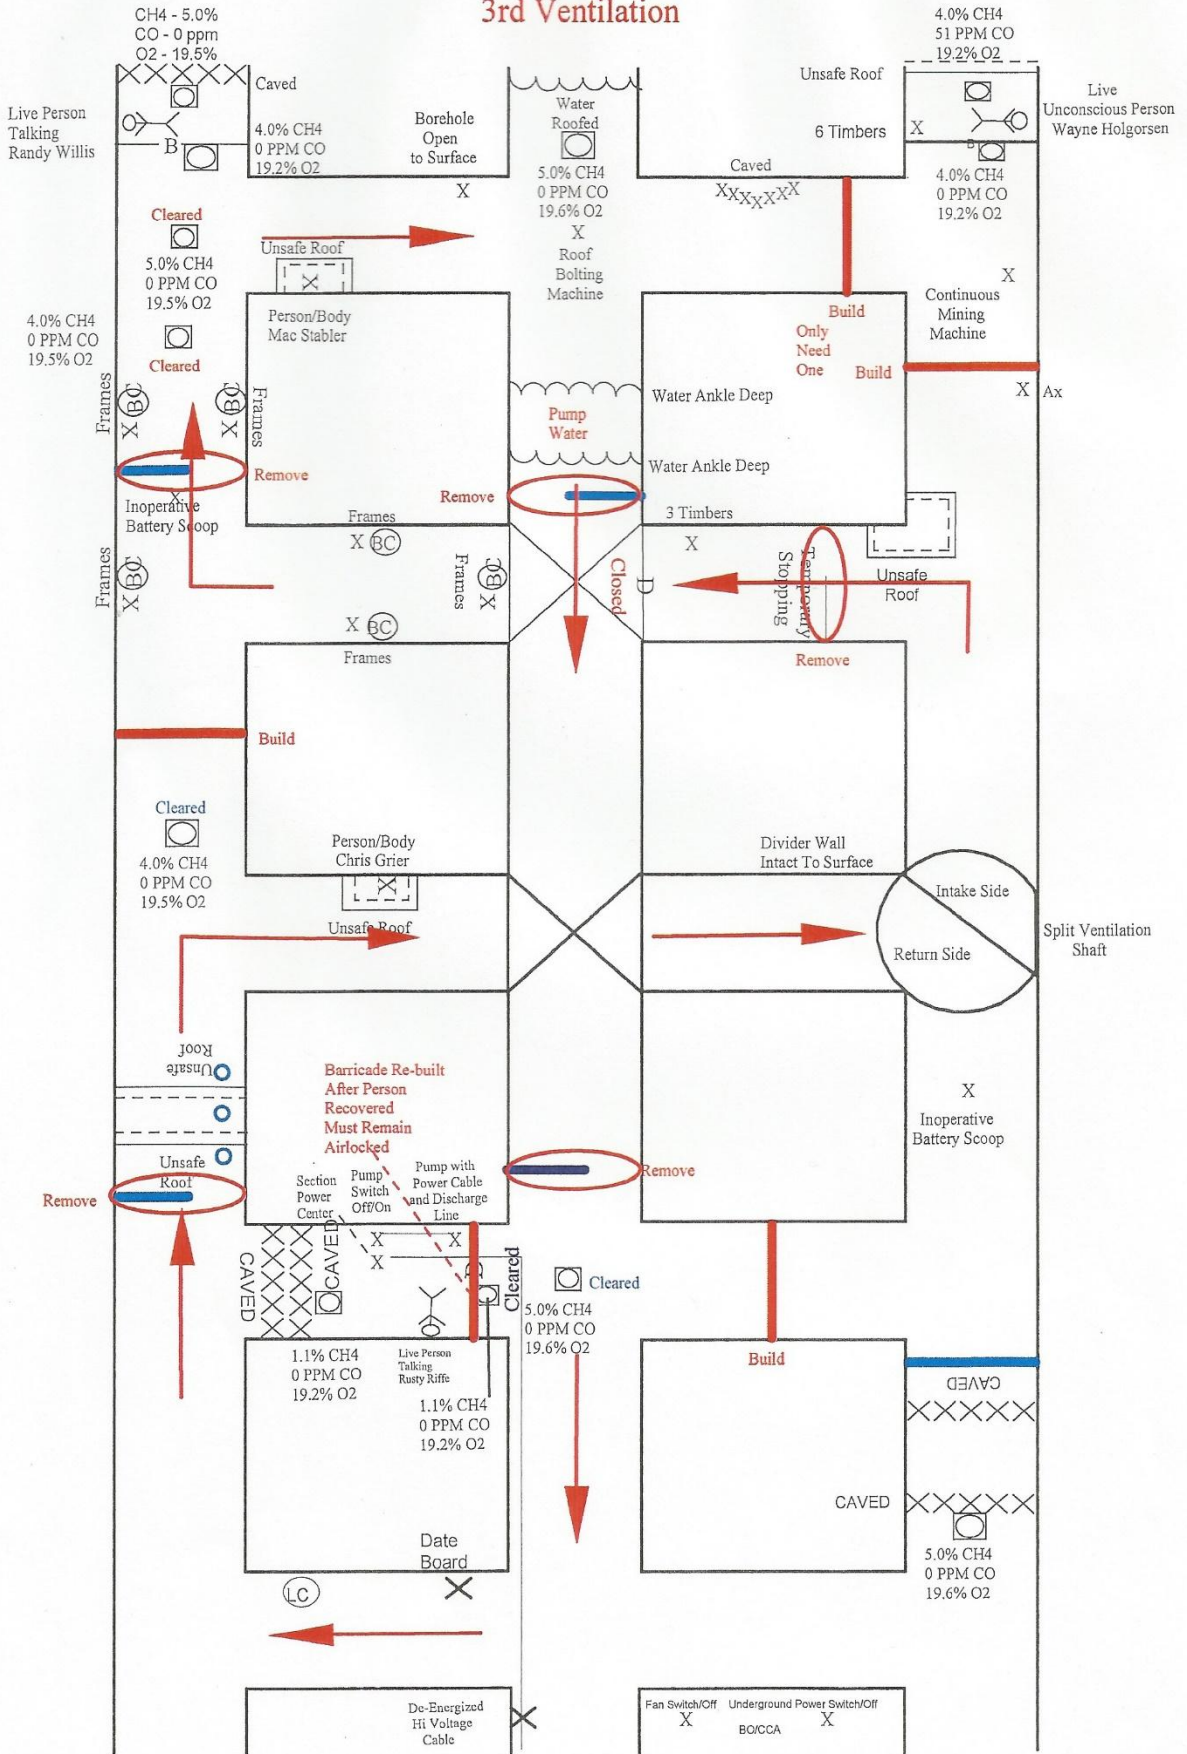 3rd Ventilation
CH4 - 5.0%
CO - 0 ppm
O2 - 19.5%
4.0% CH4
51 PPM CO
19.2% O2
Caved
Live Person
Talking
Randy Willis
B
4.0% CH4
0 PPM CO
19.2% O2
Borehole
Open
to Surface
X
Water
Roofed
5.0% CH4
0 PPM CO
19.6% O2
X
Roof
Bolting
Machine
Unsafe Roof
6 Timbers
X
Caved
XXXXXXX
Live
Unconscious Person
Wayne Holgorsen
B
4.0% CH4
0 PPM CO
19.2% O2
Cleared
5.0% CH4
0 PPM CO
19.5% O2
Unsafe Roof
X
Person/Body
Mac Stabler
4.0% CH4
0 PPM CO
19.5% O2
Cleared
X
Continuous
Mining
Machine
Build
Only
Need
One
Build
X Ax
Frames
X BC
X BC
Frames
Water Ankle Deep
Pump
Water
Water Ankle Deep
Remove
X
Inoperative
Battery Scoop
Remove
Frames
X BC
3 Timbers
X
Frames
X BC
Frames
X BC
Closed
D
Temporary
Stopping
Unsafe
Roof
X BC
Frames
Remove
Build
Cleared
4.0% CH4
0 PPM CO
19.5% O2
Person/Body
Chris Grier
X
Unsafe Roof
Divider Wall
Intact To Surface
Intake Side
Return Side
Split Ventilation
Shaft
Unsafe
Roof
Unsafe
Roof
Remove
Barricade Re-built
After Person
Recovered
Must Remain
Airlocked
X
Inoperative
Battery Scoop
Section
Power
Center
Pump
Switch
Off/On
Pump with
Power Cable
and Discharge
Line
Remove
X
X
X
CAVED
CAVED
D
Cleared
Cleared
5.0% CH4
0 PPM CO
19.6% O2
1.1% CH4
0 PPM CO
19.2% O2
Live Person
Talking
Rusty Riffe
1.1% CH4
0 PPM CO
19.2% O2
Build
CAVED
CAVED
5.0% CH4
0 PPM CO
19.6% O2
Date
Board
X
LC
De-Energized
Hi Voltage
Cable
X
Fan Switch/Off
X
Underground Power Switch/Off
X
BO/CCA